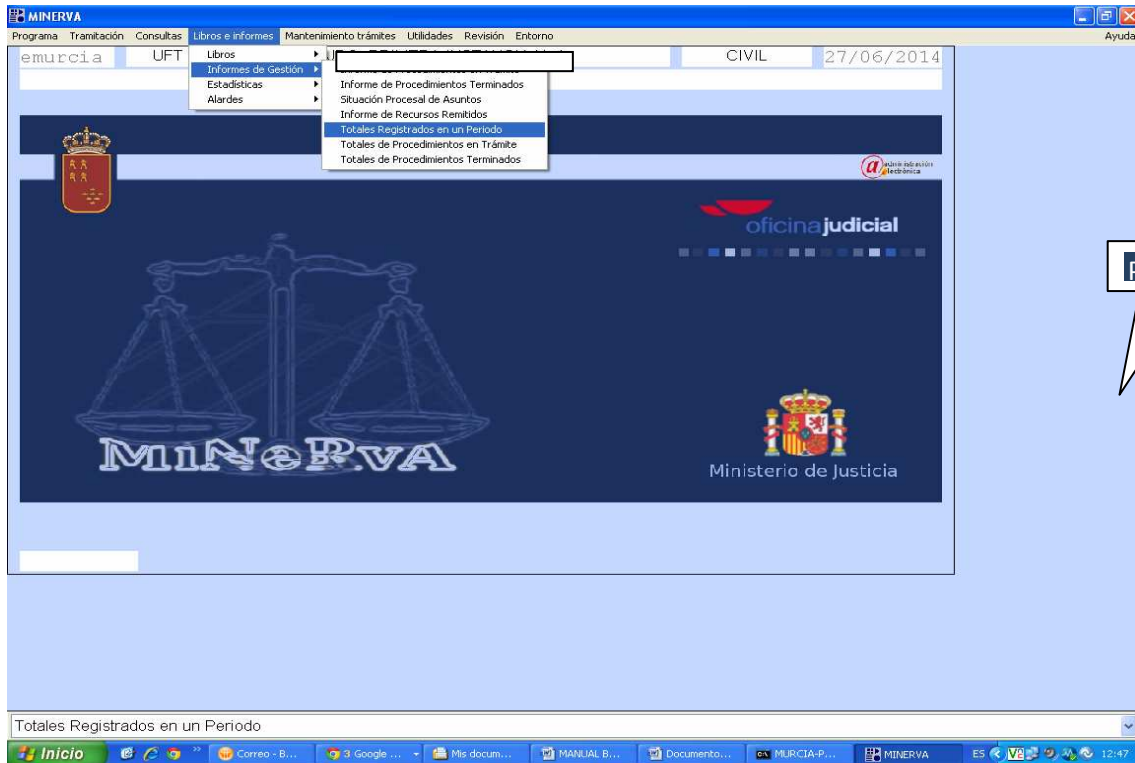 MINERVA
Programa Tramitación Consultas Libros e informes Mantenimiento trámites Utilidades Revisión Entorno Ayuda
emurcia UFT CIVIL 27/06/2014
Libros
Informes de Gestión
Estadísticas
Alardes
Informe de Procedimientos Terminados
Situación Procesal de Asuntos
Informe de Recursos Remitidos
Totales Registrados en un Periodo
Totales de Procedimientos en Trámite
Totales de Procedimientos Terminados
administración
electrónica
oficinajudicial
MiNeRvA
Ministerio de Justicia
Totales Registrados en un Periodo
Inicio Correo - B... 3 Google ... Mis docum... MANUAL B... Documento... MURCIA-P... MINERVA ES 12:47